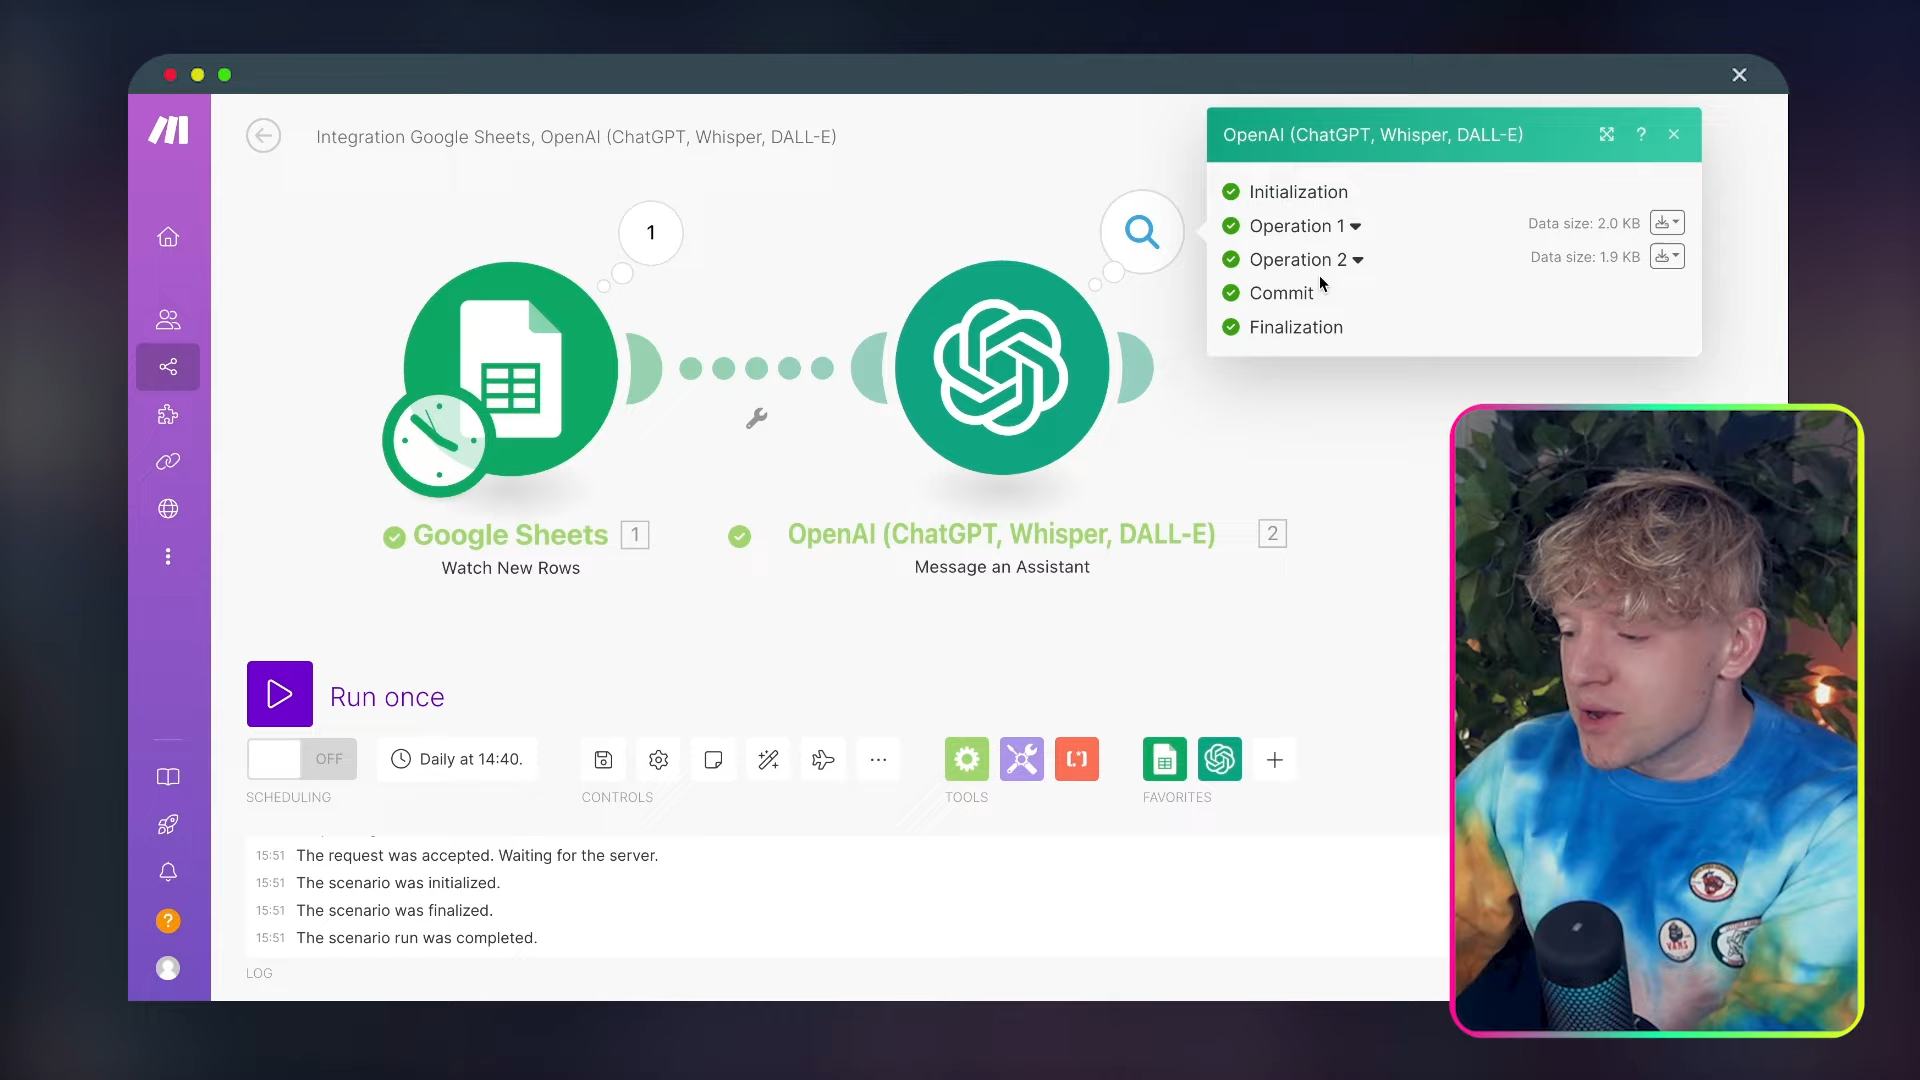 Integration Google Sheets, OpenAI (ChatGPT, Whisper, DALL-E)
OpenAI (ChatGPT, Whisper, DALL-E) ?
Initialization
Operation 1 Data size: 2.0 KB
Operation 2 Data size: 1.9 KB
Commit
Finalization
1
Google Sheets 1
Watch New Rows
OpenAI (ChatGPT, Whisper, DALL-E) 2
Message an Assistant
Run once
OFF
Daily at 14:40.
SCHEDULING
CONTROLS
TOOLS
FAVORITES
15:51 The request was accepted. Waiting for the server.
15:51 The scenario was initialized.
15:51 The scenario was finalized.
15:51 The scenario run was completed.
LOG
?
VANS